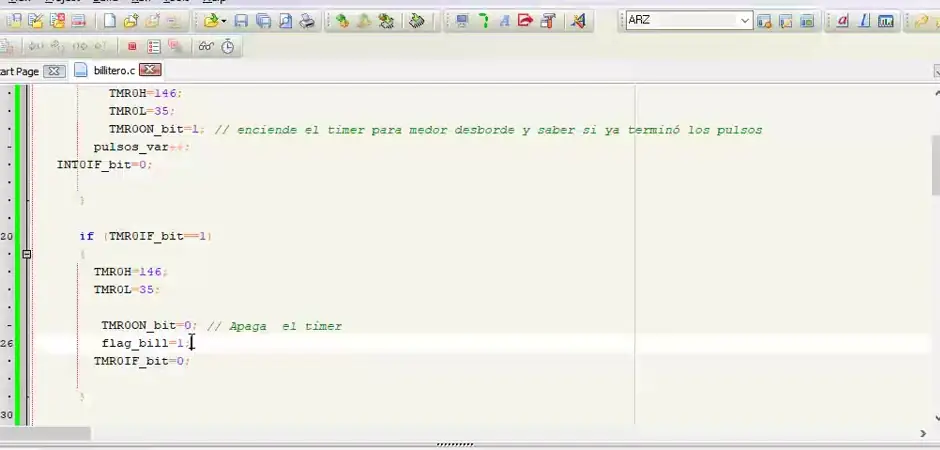 ARZ
art Page
billitero.c
TMR0H=146;
TMR0L=35;
TMR0ON_bit=1; // enciende el timer para medor desborde y saber si ya terminó los pulsos
pulsos_var++;
INT0IF_bit=0;
}
20
if (TMR0IF_bit==1)
{
TMR0H=146;
TMR0L=35;
TMR0ON_bit=0; // Apaga el timer
26
flag_bill=1;
TMR0IF_bit=0;
}
30